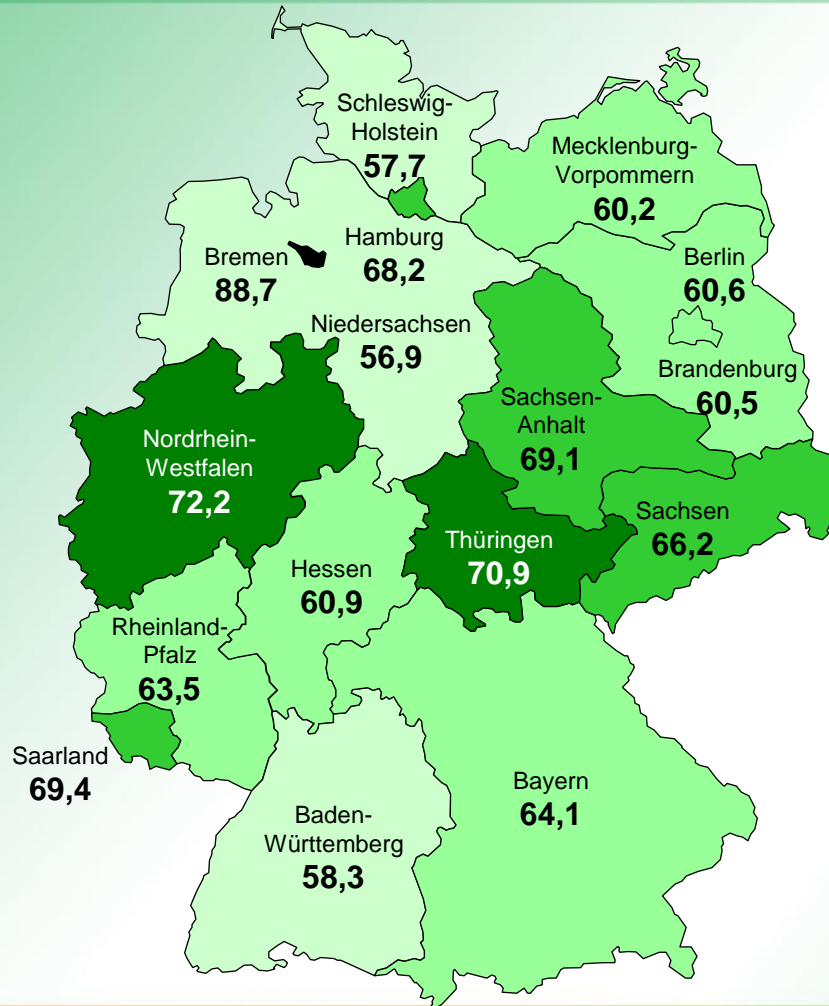 Schleswig-
Holstein
57,7
Mecklenburg-
Vorpommern
60,2
Hamburg
68,2
Bremen
88,7
Berlin
60,6
Niedersachsen
56,9
Brandenburg
60,5
Sachsen-
Anhalt
69,1
Nordrhein-
Westfalen
72,2
Sachsen
66,2
Thüringen
70,9
Hessen
60,9
Rheinland-
Pfalz
63,5
Saarland
69,4
Bayern
64,1
Baden-
Württemberg
58,3